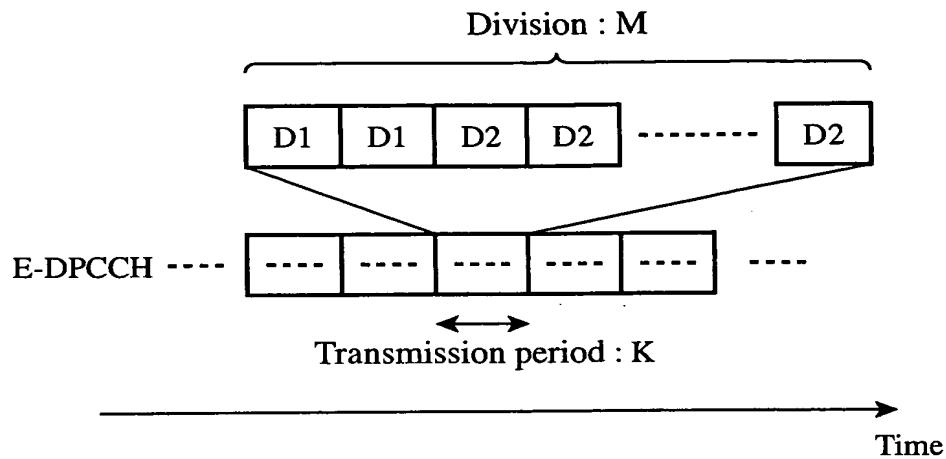 Division : M
D1 D1 D2 D2 -------- D2
E-DPCCH ---- ---- ---- ---- ---- ---- ----
Transmission period : K
Time